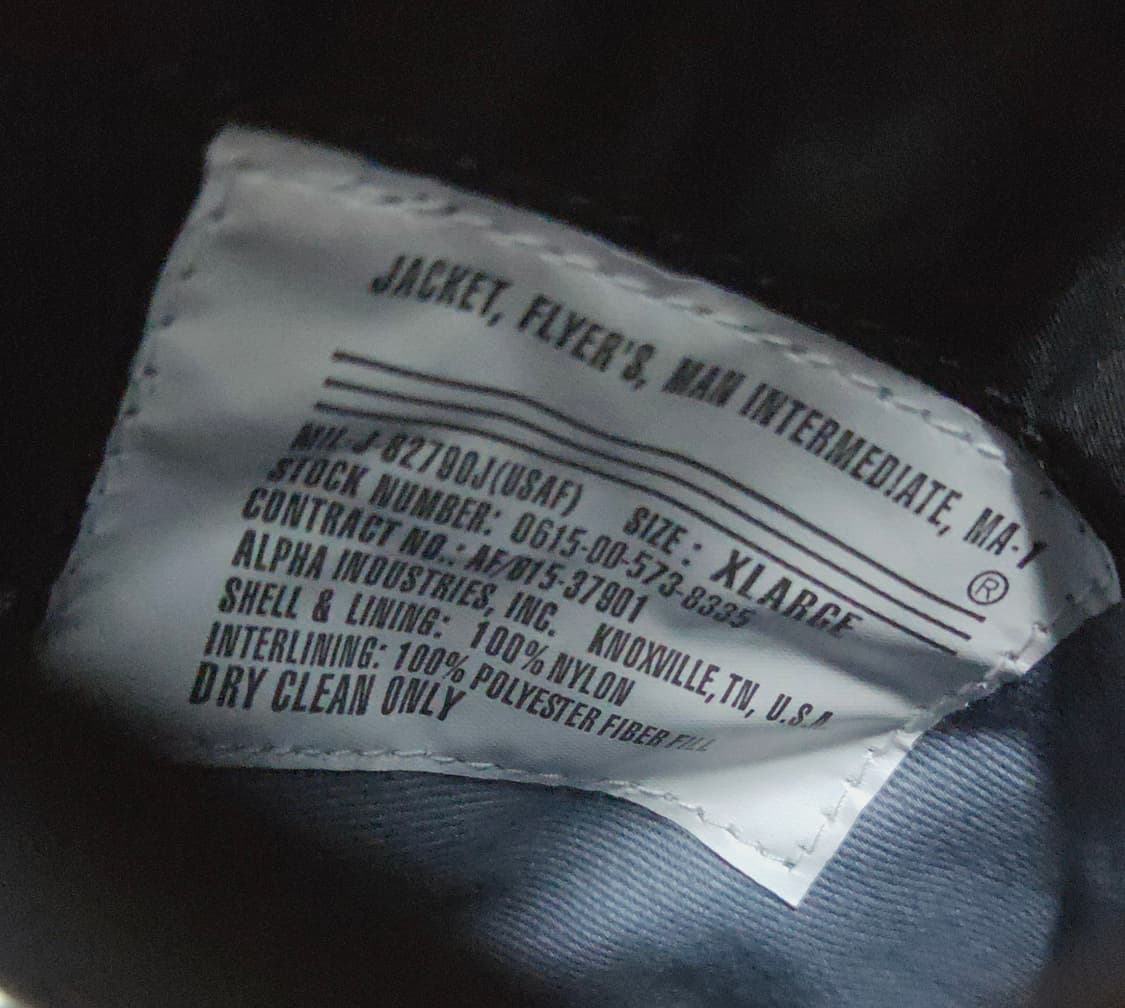 JACKET, FLYER'S, MAN INTERMEDIATE, MA-Y
®
MIL-J-82790J(USAF) SIZE: XLARGE
STOCK NUMBER: 0615-00-573-8335
CONTRACT NO.: AF/015-37901
ALPHA INDUSTRIES, INC. KNOXVILLE, TN, U.S.A.
SHELL & LINING: 100% NYLON
INTERLINING: 100% POLYESTER FIBER FILL
DRY CLEAN ONLY